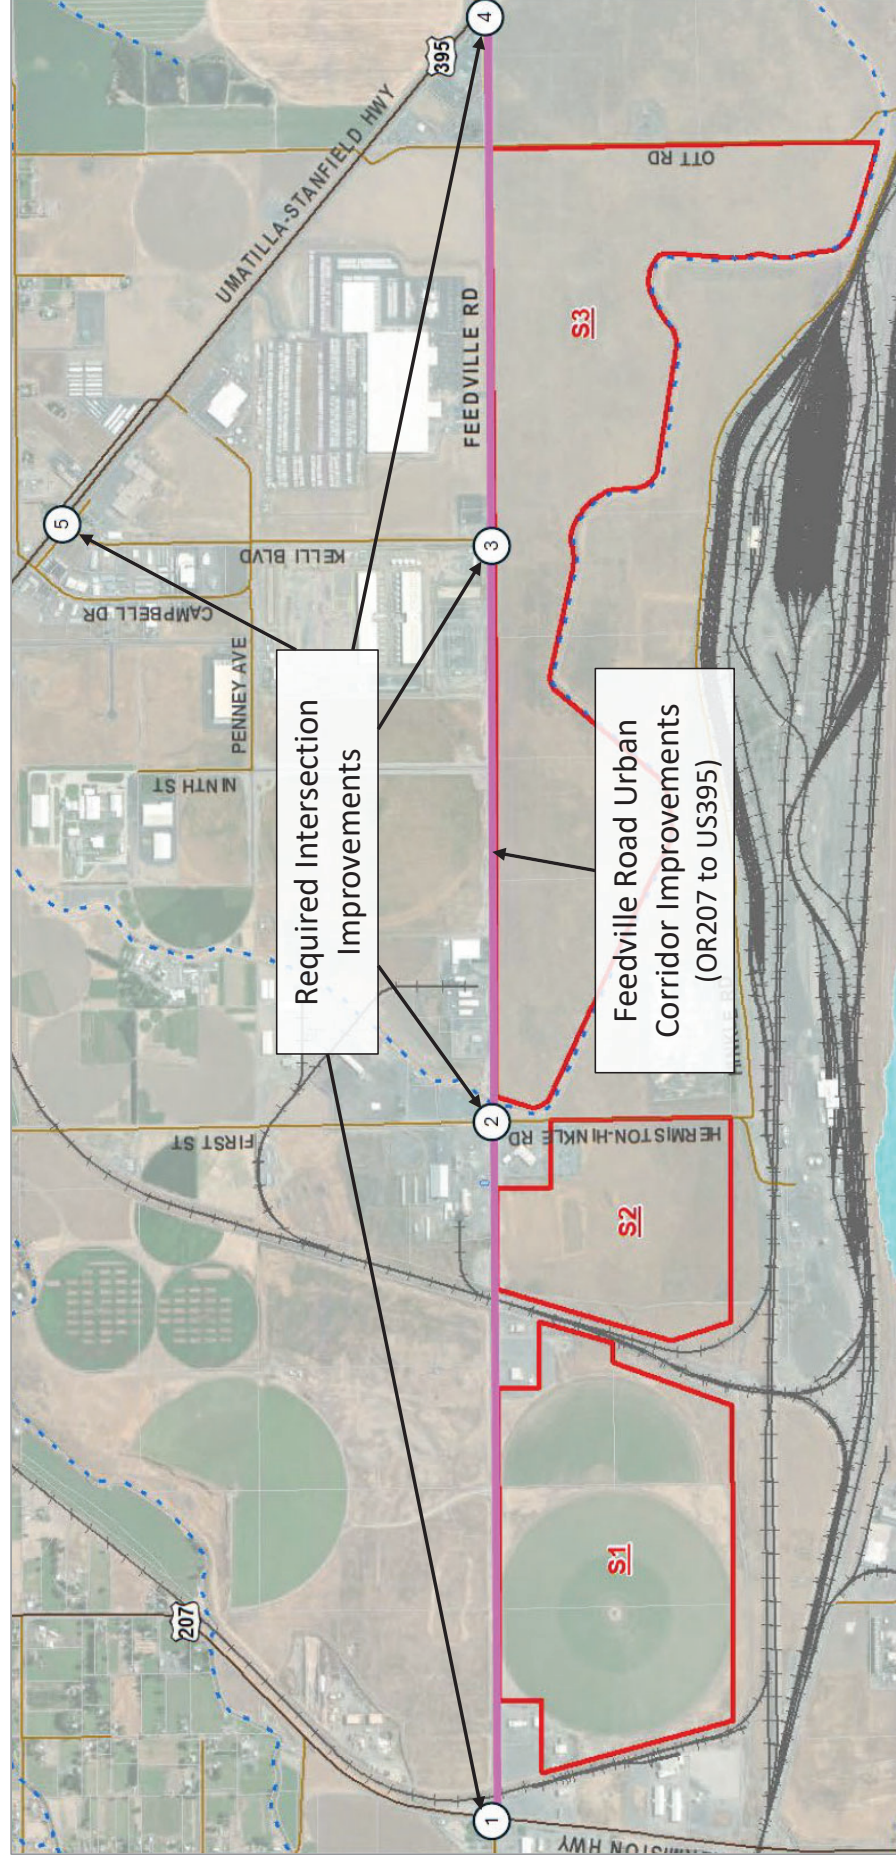 5
CAMPBELL DR
207
UMATILLA-STANFIELD HWY
395
NINTH ST
PENNEY AVE
FIRST ST
KELLI BLVD
Required Intersection
Improvements
FEEDVILLE RD
1
0
2
3
4
HERMISTON-HINKLE RD
OTT RD
RMISTON HWY
S1
S2
S3
Feedville Road Urban
Corridor Improvements
(OR207 to US395)